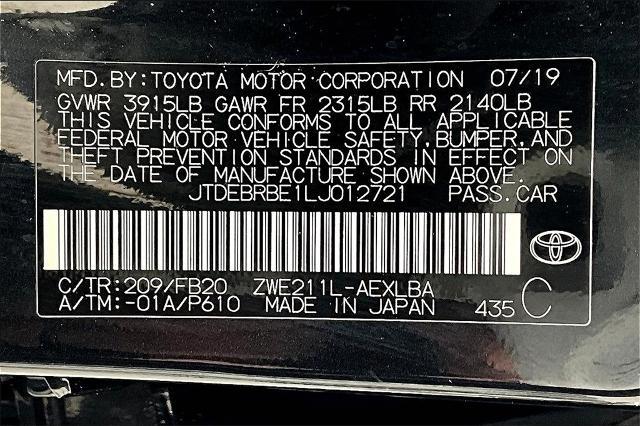 MFD. BY: TOYOTA MOTOR CORPORATION 07/19
GVWR 3915LB GAWR FR 2315LB RR 2140LB
THIS VEHICLE CONFORMS TO ALL APPLICABLE
FEDERAL MOTOR VEHICLE SAFETY, BUMPER, AND
THEFT PREVENTION STANDARDS IN EFFECT ON
THE DATE OF MANUFACTURE SHOWN ABOVE.
JTDEBRBE1LJ012721 PASS. CAR
C/TR: 209/FB20 ZWE211L-AEXLBA
A/TM: -01A/P610 MADE IN JAPAN 435 C